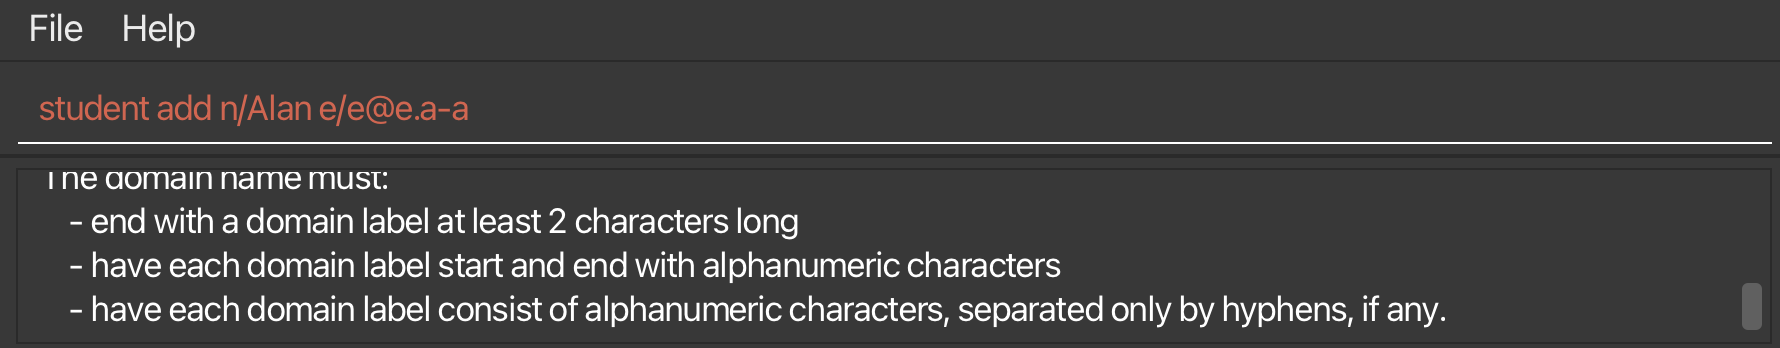 File Help
student add n/Alan e/e@e.a-a
The domain name must:
- end with a domain label at least 2 characters long
- have each domain label start and end with alphanumeric characters
- have each domain label consist of alphanumeric characters, separated only by hyphens, if any.